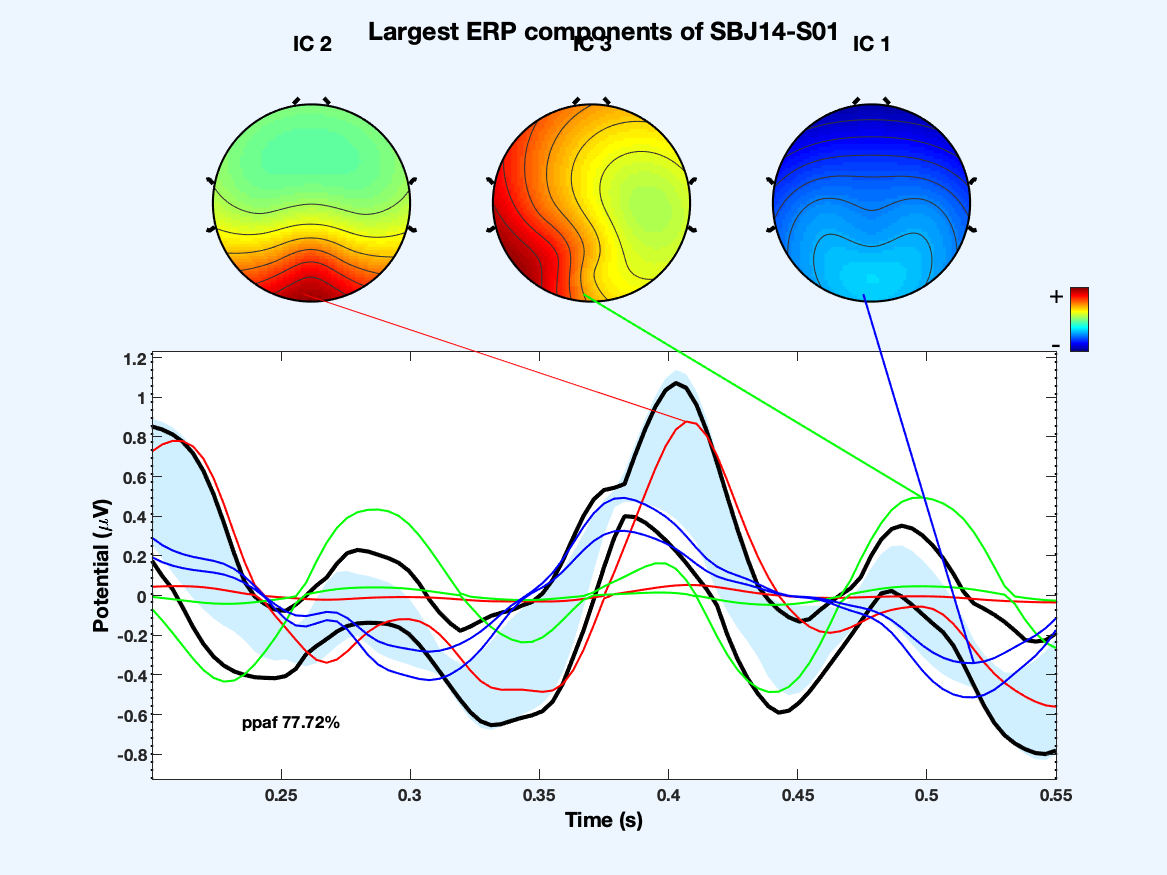 Largest ERP components of SBJ14-S01
IC 2
IC 3
IC 1
+
-
1.2
1
0.8
0.6
0.4
0.2
0
-0.2
-0.4
-0.6
-0.8
Potential (μV)
ppaf 77.72%
0.25 0.3 0.35 0.4 0.45 0.5 0.55
Time (s)